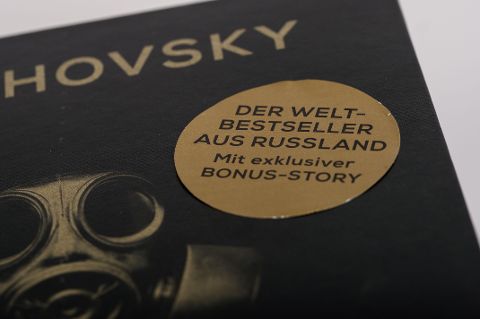 HOVSKY
DER WELT-
BESTSELLER
AUS RUSSLAND
Mit exklusiver
BONUS-STORY